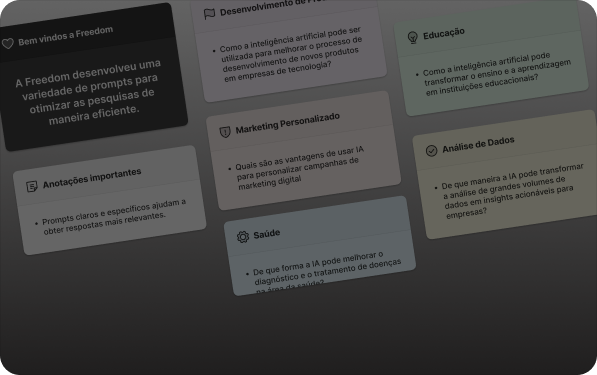 Bem vindos a Freedom
A Freedom desenvolveu uma
variedade de prompts para
otimizar as pesquisas de
maneira eficiente.
Anotações importantes
• Prompts claros e específicos ajudam a
obter respostas mais relevantes.
Desenvolvimento de
• Como a inteligência artificial pode ser
utilizada para melhorar o processo de
desenvolvimento de novos produtos
em empresas de tecnologia?
Marketing Personalizado
• Quais são as vantagens de usar IA
para personalizar campanhas de
marketing digital
Saúde
• De que forma a IA pode melhorar o
diagnóstico e o tratamento de doenças
na área da saúde?
Educação
• Como a inteligência artificial pode
transformar o ensino e a aprendizagem
em instituições educacionais?
Análise de Dados
• De que maneira a IA pode transformar
a análise de grandes volumes de
dados em insights acionáveis para
empresas?